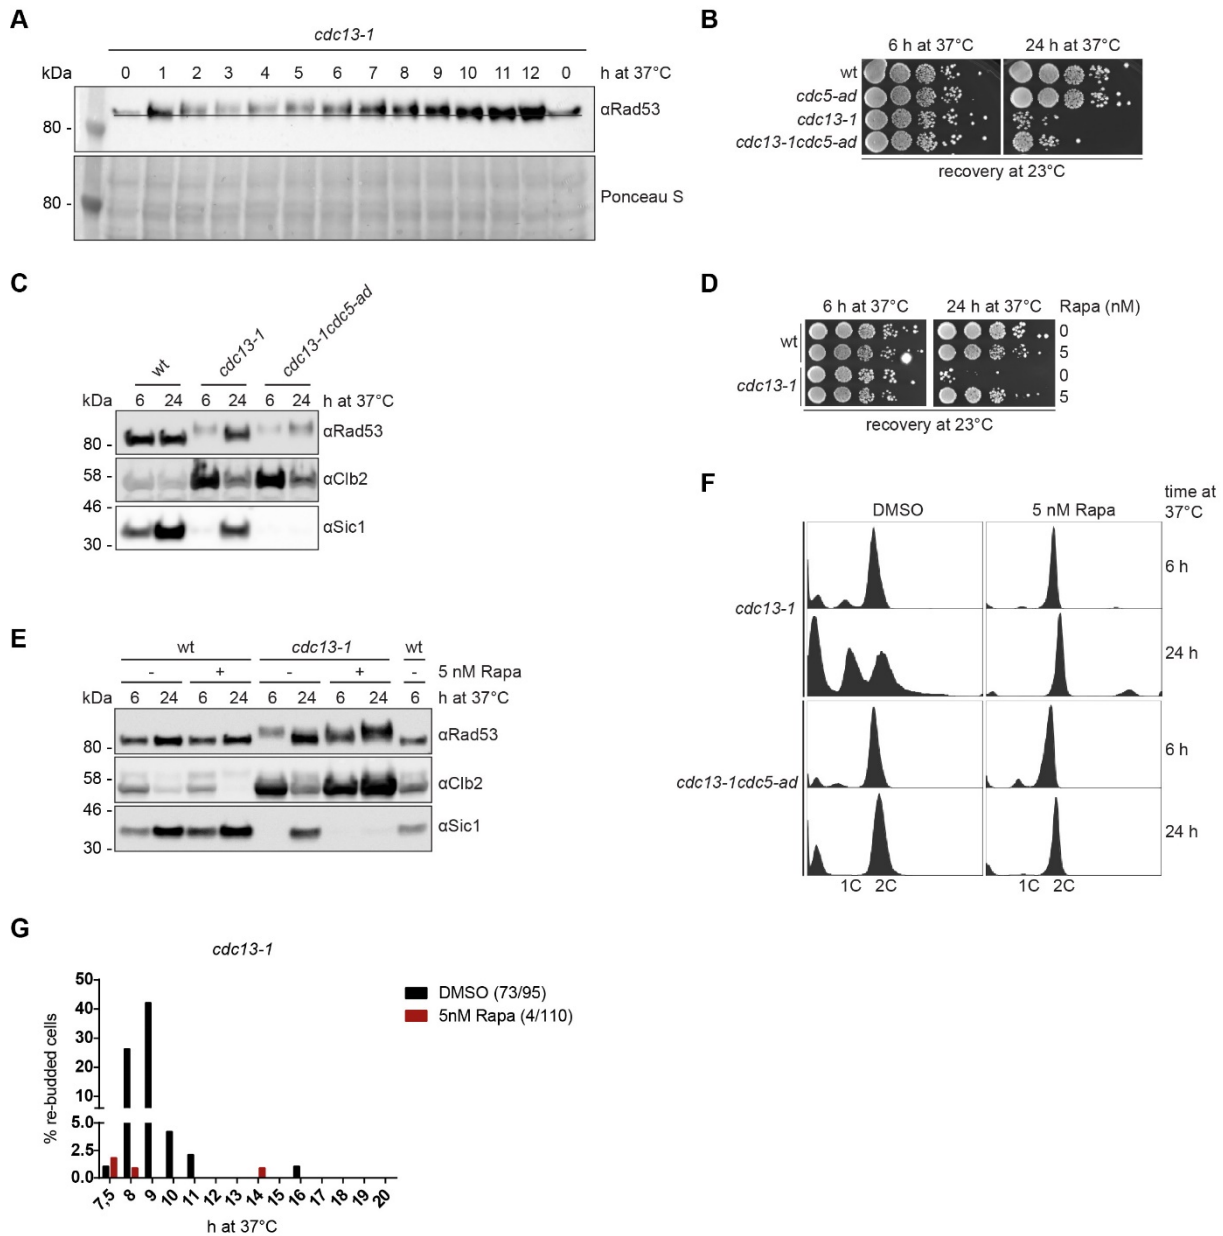 A
cdc13-1
kDa 0 1 2 3 4 5 6 7 8 9 10 11 12 0 h at 37°C
αRad53
80 -
80 -
Ponceau S
B
6 h at 37°C 24 h at 37°C
wt
cdc5-ad
cdc13-1
cdc13-1cdc5-ad
recovery at 23°C
C
wt cdc13-1 cdc13-1cdc5-ad
kDa 6 24 6 24 6 24 h at 37°C
αRad53
80 -
58 - αClb2
46 -
αSic1
30 -
D
6 h at 37°C 24 h at 37°C Rapa (nM)
wt 0
5
cdc13-1 0
5
recovery at 23°C
E
wt cdc13-1 wt
- + - + - 5 nM Rapa
kDa 6 24 6 24 6 24 6 24 6 h at 37°C
αRad53
80 -
58 - αClb2
46 -
αSic1
30 -
F
time at
37°C
DMSO 5 nM Rapa
6 h
cdc13-1
24 h
6 h
cdc13-1cdc5-ad
24 h
1C 2C 1C 2C
G
cdc13-1
% re-budded cells
50
40
30
20
10
5.0
2.5
0.0
7,5 8 9 10 11 12 13 14 15 16 17 18 19 20
h at 37°C
DMSO (73/95)
5nM Rapa (4/110)